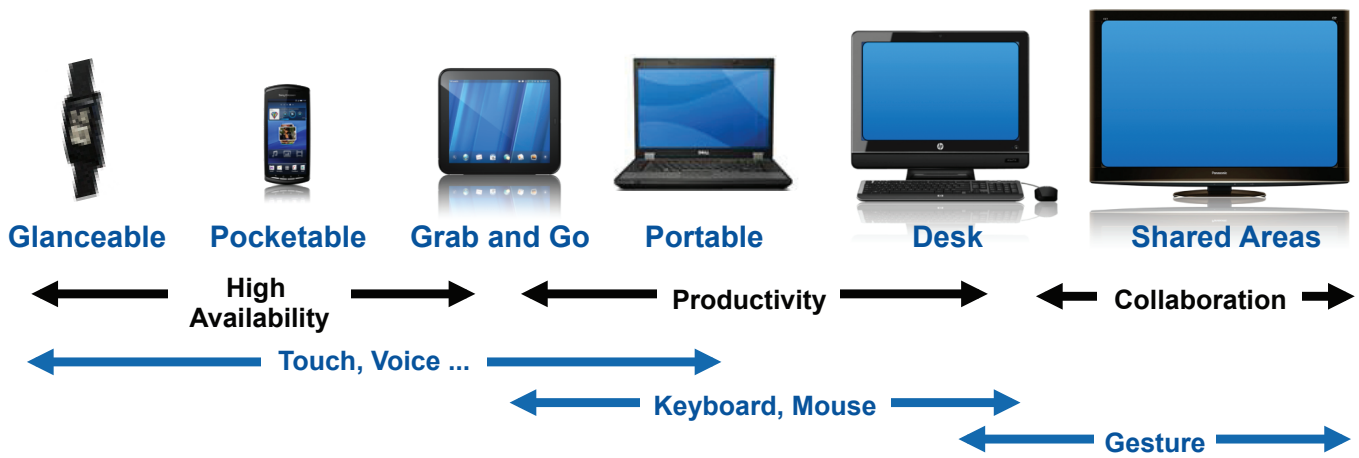 Glanceable
Pocketable
Grab and Go
Portable
Desk
Shared Areas
High
Availability
Productivity
Collaboration
Touch, Voice ...
Keyboard, Mouse
Gesture